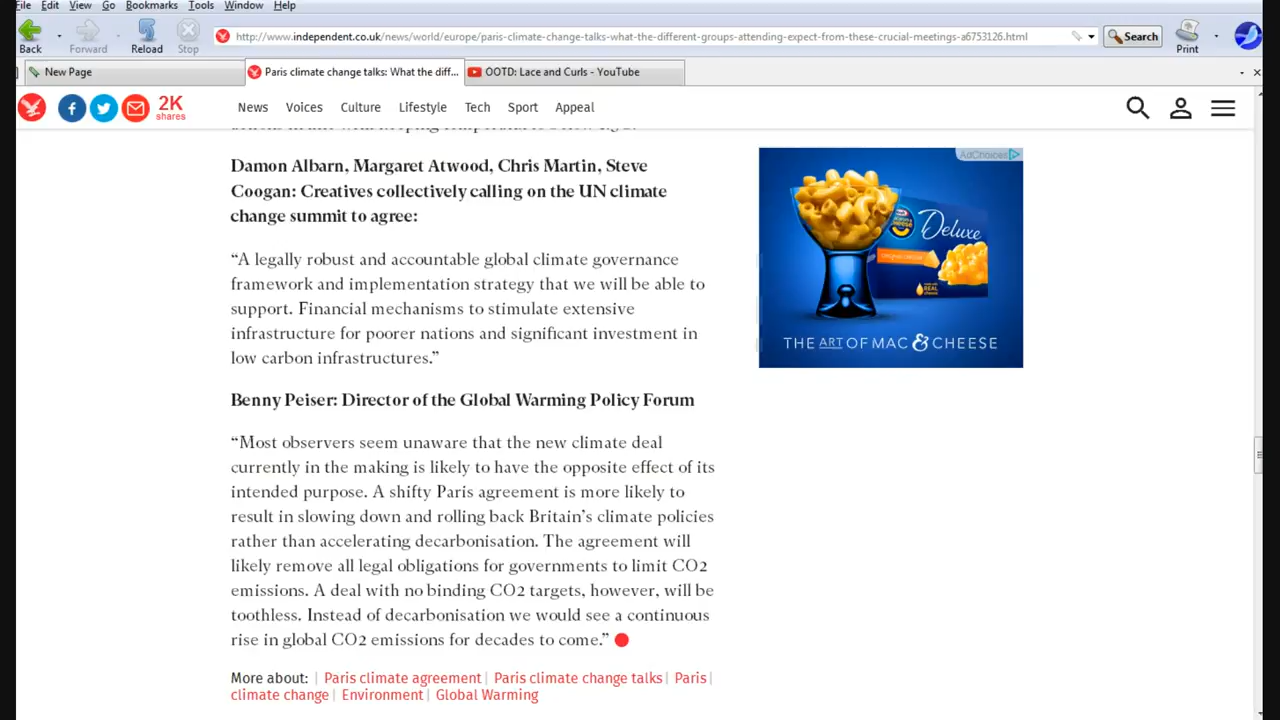 File Edit View Go Bookmarks Tools Window Help
Back Forward Reload Stop
http://www.independent.co.uk/news/world/europe/paris-climate-change-talks-what-the-different-groups-attending-expect-from-these-crucial-meetings-a6753126.html
Search Print
New Page
Paris climate change talks: What the diff...
OOTD: Lace and Curls - YouTube
2K
shares
News Voices Culture Lifestyle Tech Sport Appeal
Damon Albarn, Margaret Atwood, Chris Martin, Steve
Coogan: Creatives collectively calling on the UN climate
change summit to agree:
“A legally robust and accountable global climate governance
framework and implementation strategy that we will be able to
support. Financial mechanisms to stimulate extensive
infrastructure for poorer nations and significant investment in
low carbon infrastructures.”
Benny Peiser: Director of the Global Warming Policy Forum
“Most observers seem unaware that the new climate deal
currently in the making is likely to have the opposite effect of its
intended purpose. A shifty Paris agreement is more likely to
result in slowing down and rolling back Britain’s climate policies
rather than accelerating decarbonisation. The agreement will
likely remove all legal obligations for governments to limit CO2
emissions. A deal with no binding CO2 targets, however, will be
toothless. Instead of decarbonisation we would see a continuous
rise in global CO2 emissions for decades to come.”
More about: | Paris climate agreement | Paris climate change talks | Paris |
climate change | Environment | Global Warming
AdChoices
Deluxe
THE ART OF MAC & CHEESE